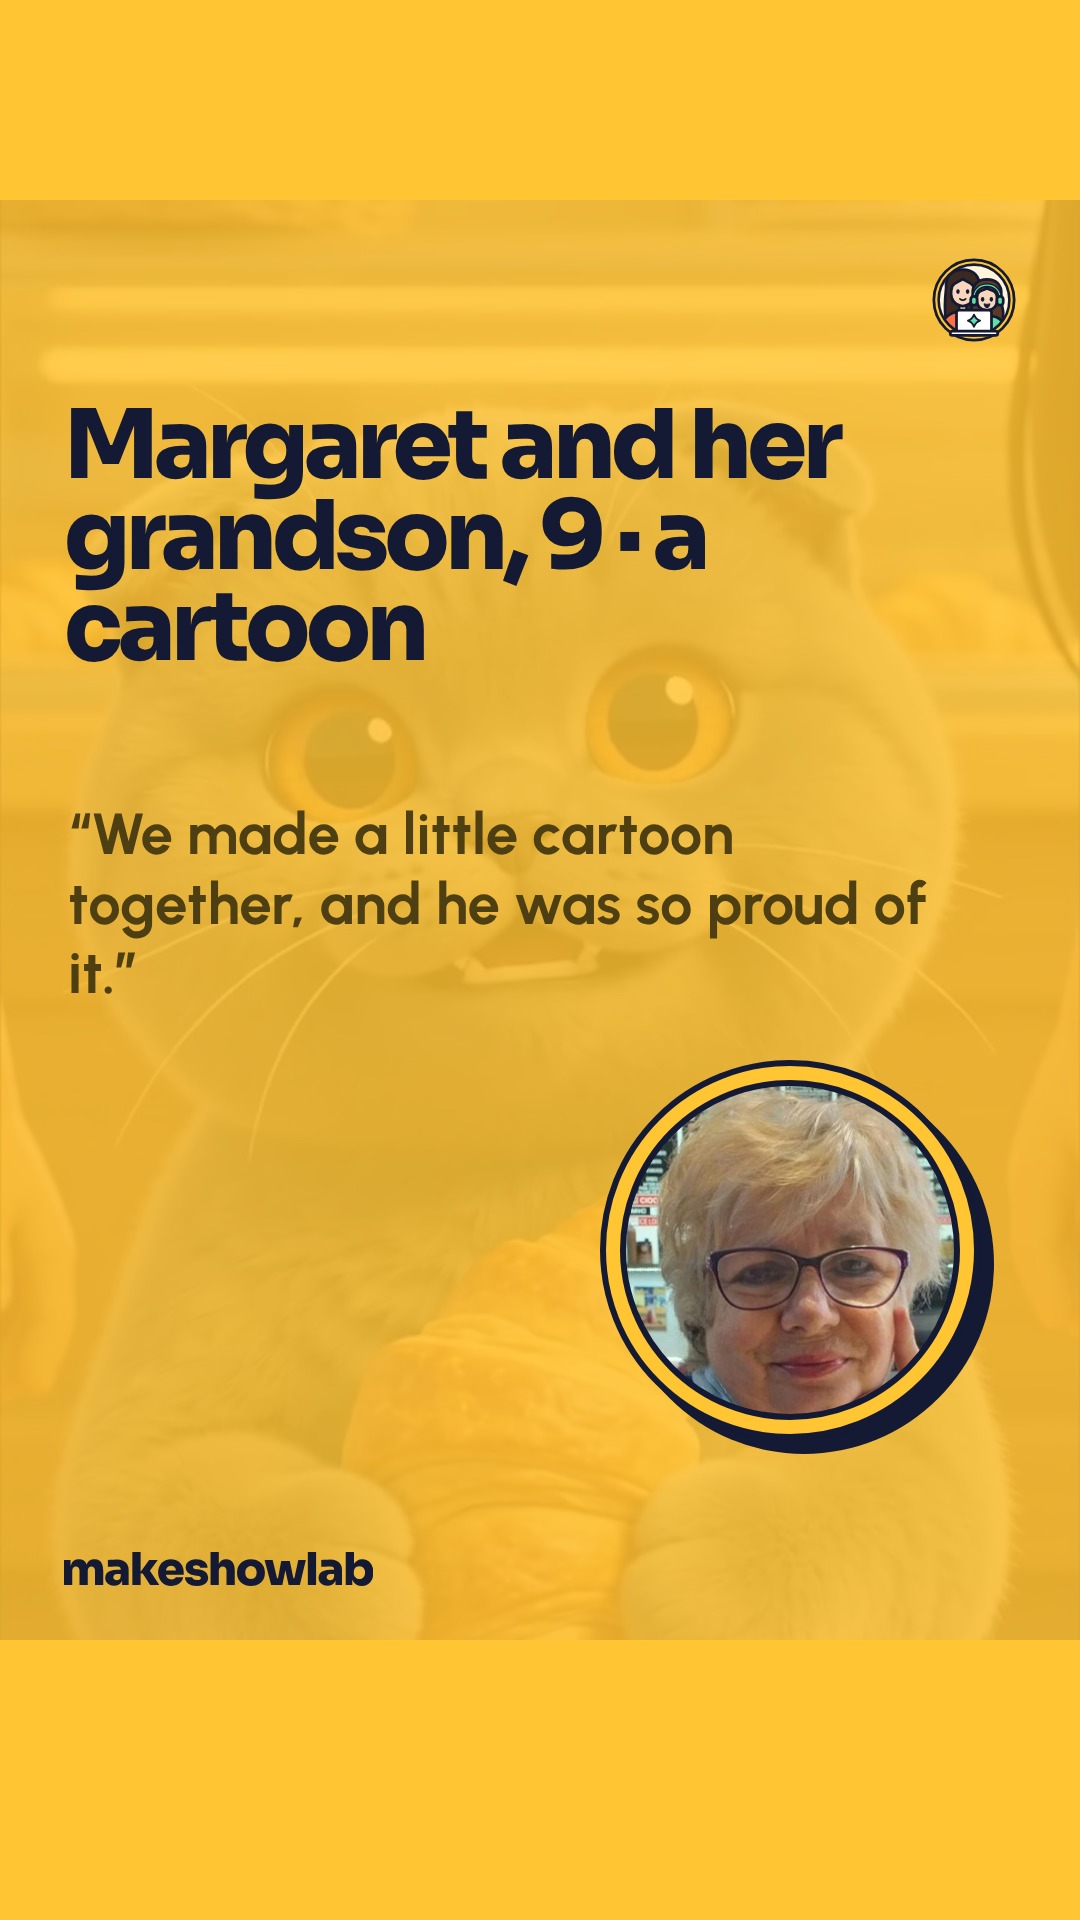 Margaret and her
grandson, 9 · a
cartoon
“We made a little cartoon
together, and he was so proud of
it.”
makeshowlab